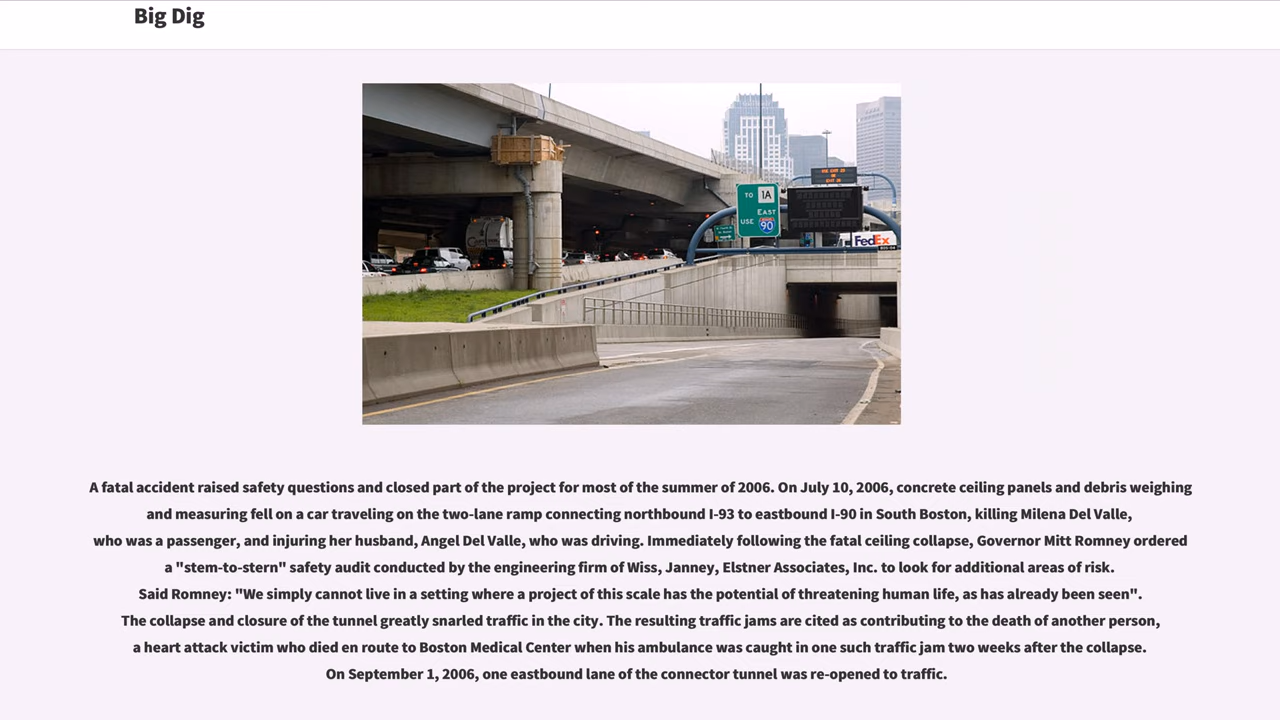 Big Dig
TO 1A
EAST
USE 90
FedEx
A fatal accident raised safety questions and closed part of the project for most of the summer of 2006. On July 10, 2006, concrete ceiling panels and debris weighing
and measuring fell on a car traveling on the two-lane ramp connecting northbound I-93 to eastbound I-90 in South Boston, killing Milena Del Valle,
who was a passenger, and injuring her husband, Angel Del Valle, who was driving. Immediately following the fatal ceiling collapse, Governor Mitt Romney ordered
a "stem-to-stern" safety audit conducted by the engineering firm of Wiss, Janney, Elstner Associates, Inc. to look for additional areas of risk.
Said Romney: "We simply cannot live in a setting where a project of this scale has the potential of threatening human life, as has already been seen".
The collapse and closure of the tunnel greatly snarled traffic in the city. The resulting traffic jams are cited as contributing to the death of another person,
a heart attack victim who died en route to Boston Medical Center when his ambulance was caught in one such traffic jam two weeks after the collapse.
On September 1, 2006, one eastbound lane of the connector tunnel was re-opened to traffic.